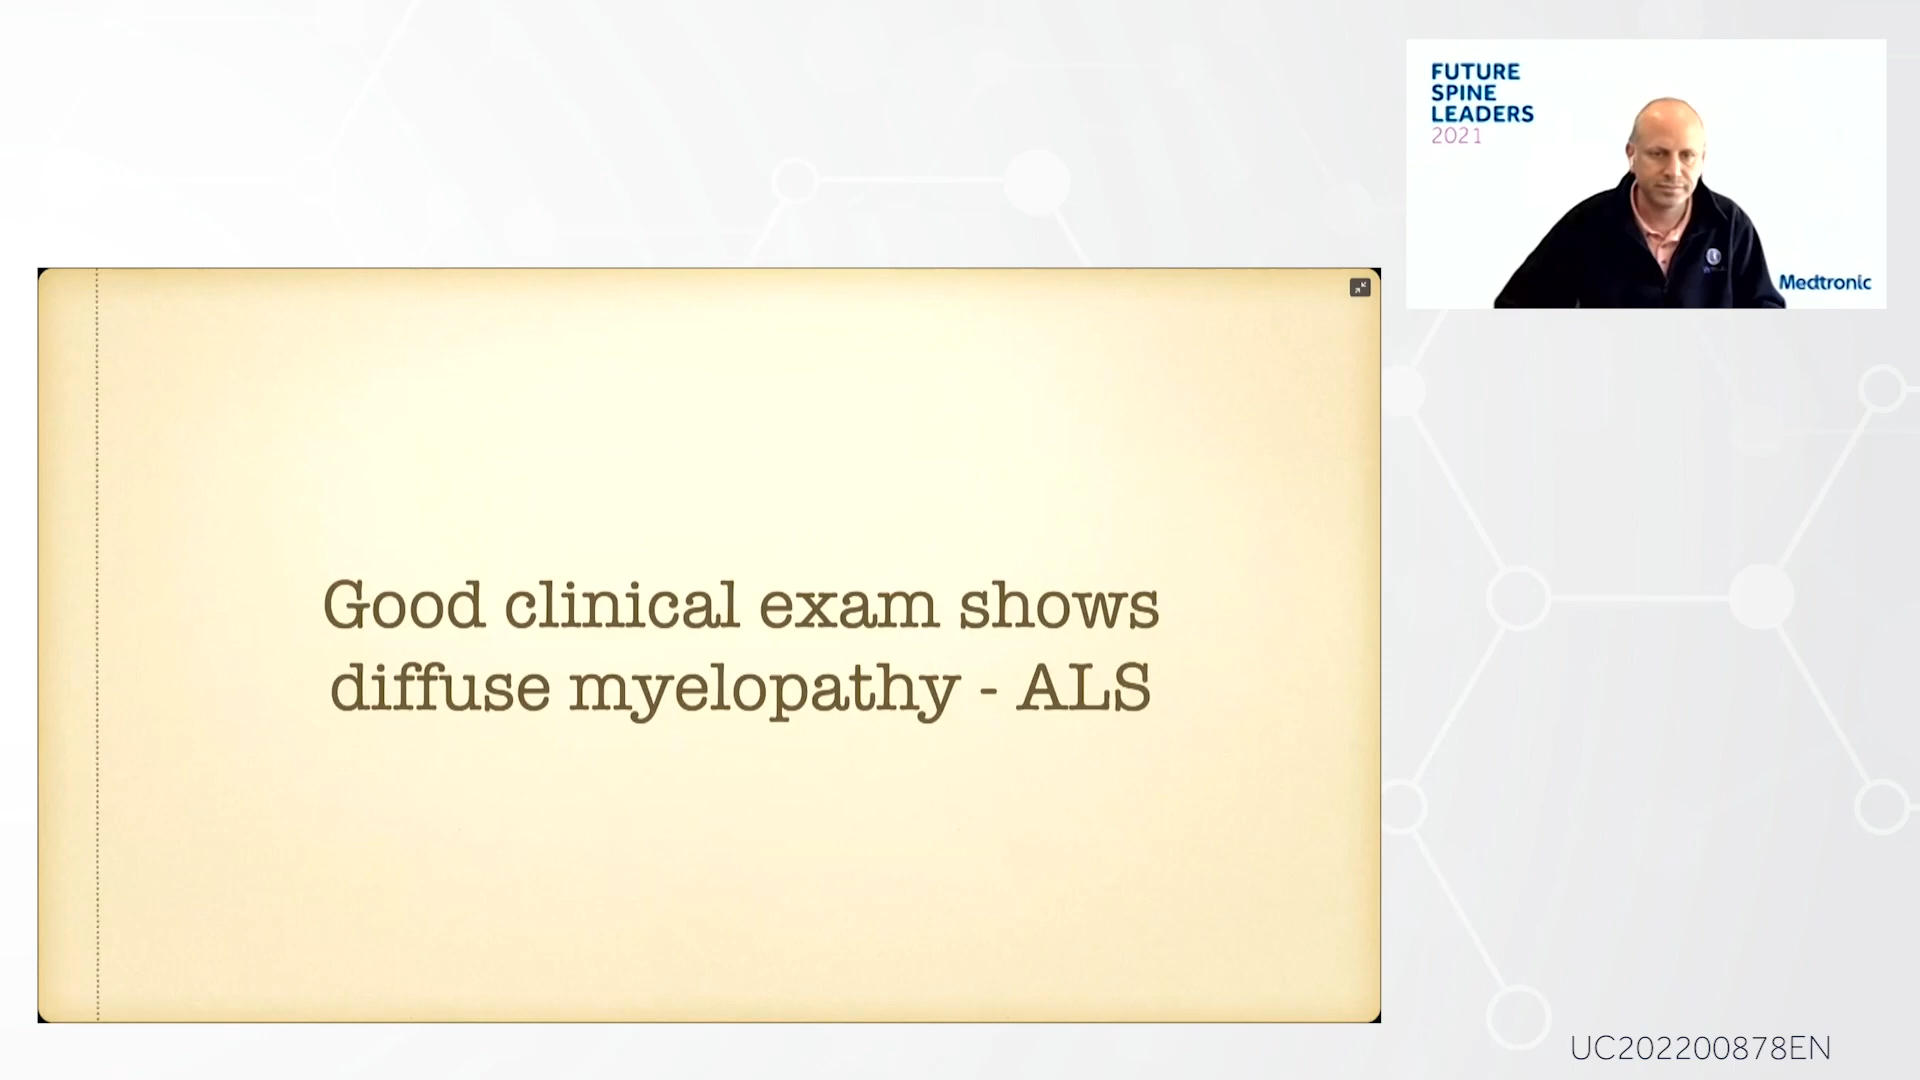 FUTURE
SPINE
LEADERS
2021
Medtronic
Good clinical exam shows
diffuse myelopathy - ALS
UC202200878EN